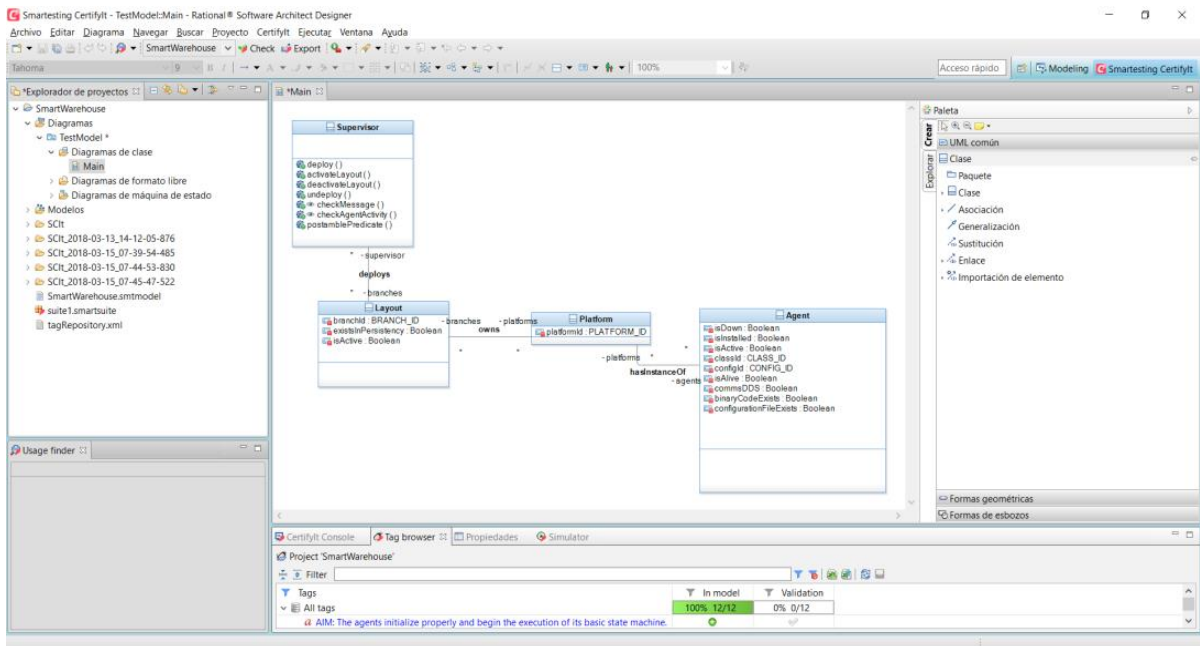 Smartesting CertifyIt - TestModel::Main - Rational® Software Architect Designer
Archivo Editar Diagrama Navegar Buscar Proyecto CertifyIt Ejecutar Ventana Ayuda
SmartWarehouse Check Export
Tahoma 9 100% Acceso rápido Modeling Smartesting CertifyIt
*Explorador de proyectos
SmartWarehouse
Diagramas
TestModel *
Diagramas de clase
Main
Diagramas de formato libre
Diagramas de máquina de estado
Modelos
SCIt
SCIt_2018-03-13_14-12-05-876
SCIt_2018-03-15_07-39-54-485
SCIt_2018-03-15_07-44-53-830
SCIt_2018-03-15_07-45-47-522
SmartWarehouse.smtmodel
suite1.smartsuite
tagRepository.xml
Usage finder
*Main
Supervisor
deploy ( )
activateLayout ( )
deactivateLayout ( )
undeploy ( )
checkMessage ( )
checkAgentActivity ( )
postamblePredicate ( )
* - supervisor
deploys
* - branches
Layout
branchId : BRANCH_ID
existsInPersistency : Boolean
isActive : Boolean
- branches - platforms
owns
* *
Platform
platformId : PLATFORM_ID
- platforms * *
hasInstanceOf
- agents
Agent
isDown : Boolean
isInstalled : Boolean
isActive : Boolean
classId : CLASS_ID
configId : CONFIG_ID
isAlive : Boolean
commsDDS : Boolean
binaryCodeExists : Boolean
configurationFileExists : Boolean
Paleta
Crear
Explorar
UML común
Clase
Paquete
Clase
Asociación
Generalización
Sustitución
Enlace
Importación de elemento
Formas geométricas
Formas de esbozos
CertifyIt Console Tag browser Propiedades Simulator
Project 'SmartWarehouse'
Filter
Tags In model Validation
All tags 100% 12/12 0% 0/12
AIM: The agents initialize properly and begin the execution of its basic state machine.